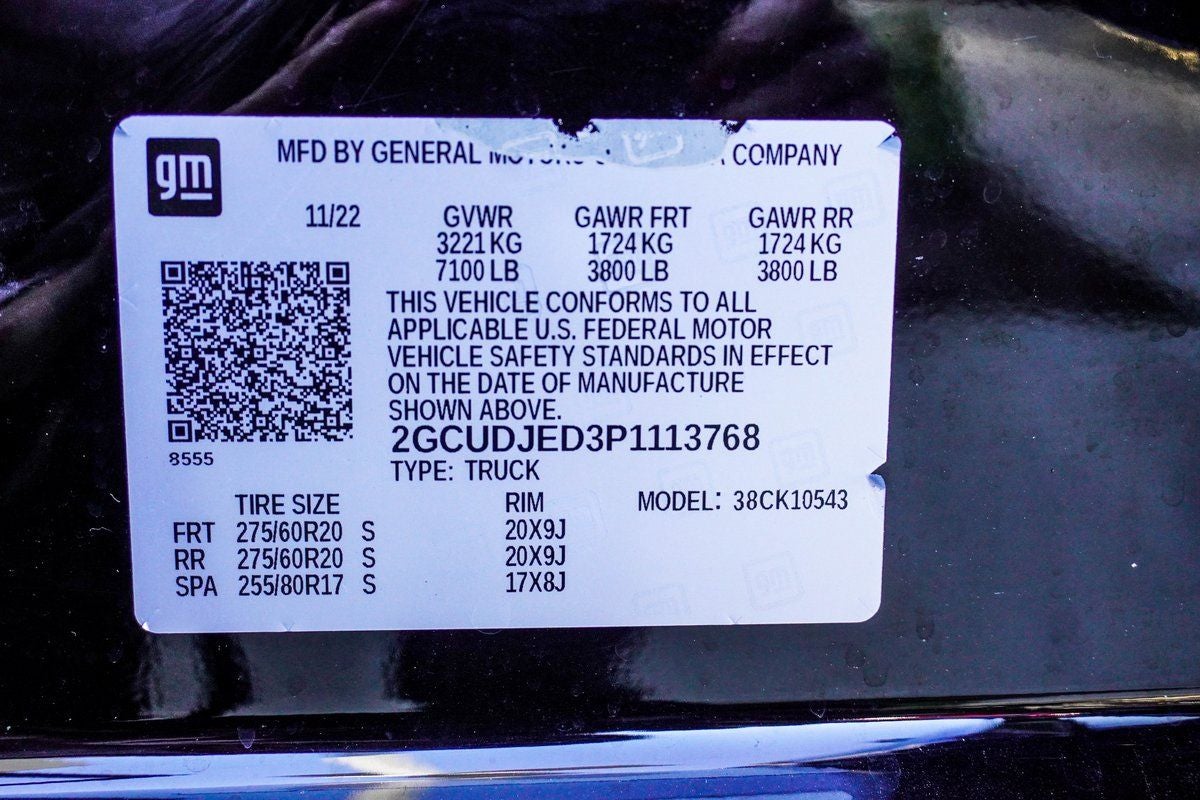 gm
MFD BY GENERAL COMPANY
11/22 GVWR GAWR FRT GAWR RR
3221 KG 1724 KG 1724 KG
7100 LB 3800 LB 3800 LB
THIS VEHICLE CONFORMS TO ALL
APPLICABLE U.S. FEDERAL MOTOR
VEHICLE SAFETY STANDARDS IN EFFECT
ON THE DATE OF MANUFACTURE
SHOWN ABOVE.
2GCUDJED3P1113768
8555
TYPE: TRUCK
TIRE SIZE RIM MODEL: 38CK10543
FRT 275/60R20 S 20X9J
RR 275/60R20 S 20X9J
SPA 255/80R17 S 17X8J